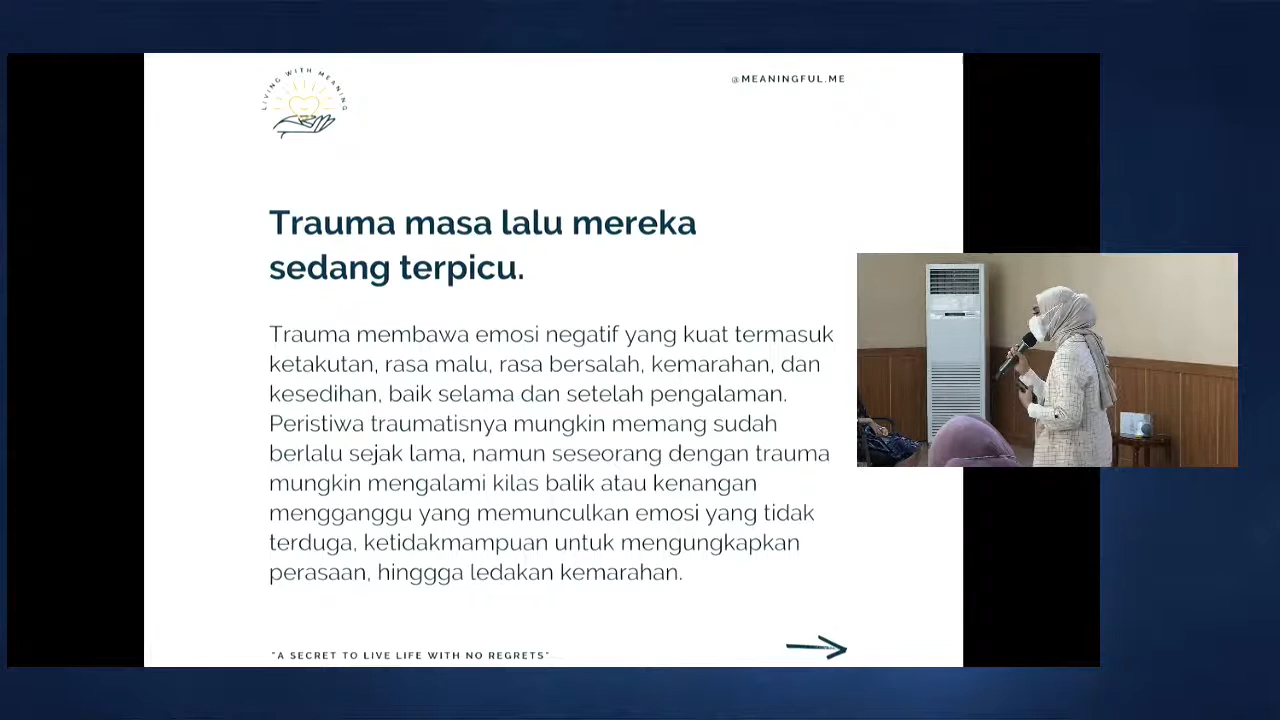 LIVING WITH MEANING
@MEANINGFUL.ME
Trauma masa lalu mereka
sedang terpicu.
Trauma membawa emosi negatif yang kuat termasuk
ketakutan, rasa malu, rasa bersalah, kemarahan, dan
kesedihan, baik selama dan setelah pengalaman.
Peristiwa traumatisnya mungkin memang sudah
berlalu sejak lama, namun seseorang dengan trauma
mungkin mengalami kilas balik atau kenangan
mengganggu yang memunculkan emosi yang tidak
terduga, ketidakmampuan untuk mengungkapkan
perasaan, hinggga ledakan kemarahan.
"A SECRET TO LIVE LIFE WITH NO REGRETS"